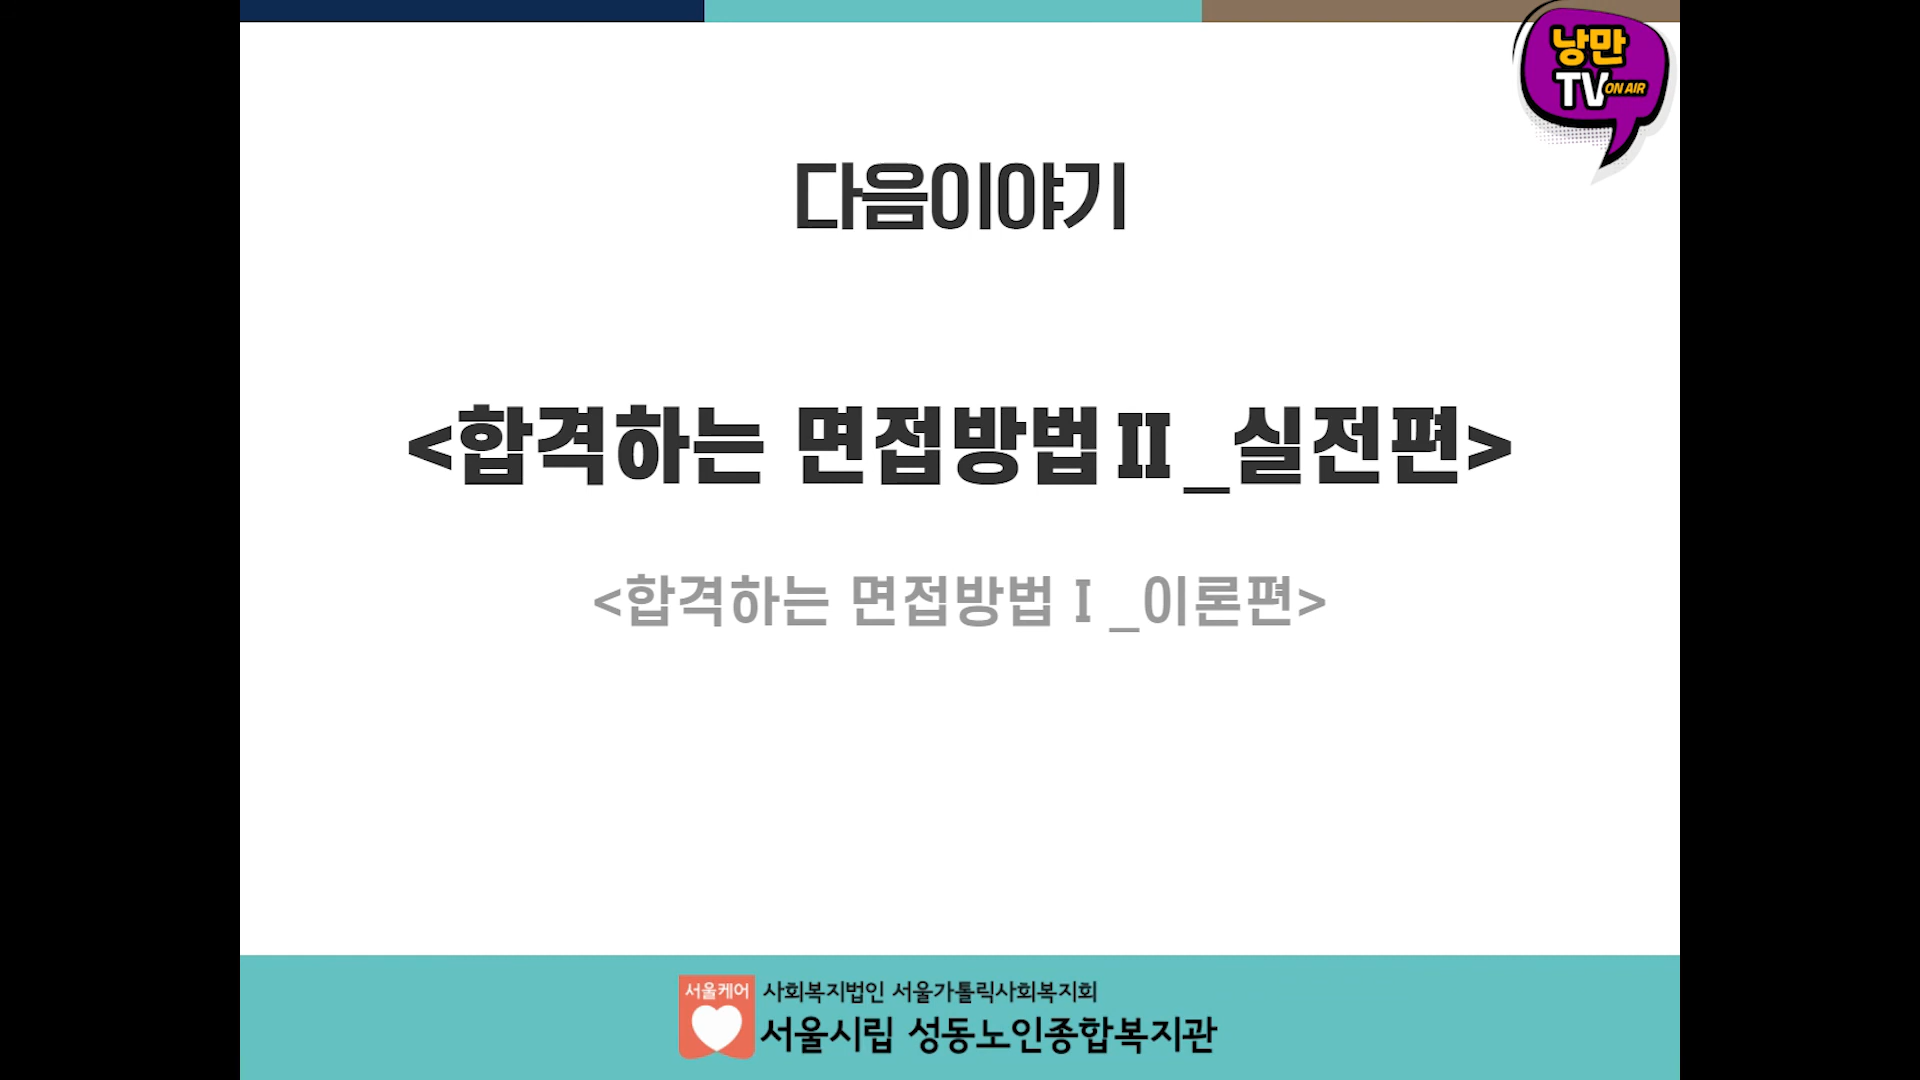 낭만
TV ON AIR
다음이야기
<합격하는 면접방법Ⅱ_실전편>
<합격하는 면접방법Ⅰ_이론편>
서울케어
사회복지법인 서울가톨릭사회복지회
서울시립 성동노인종합복지관